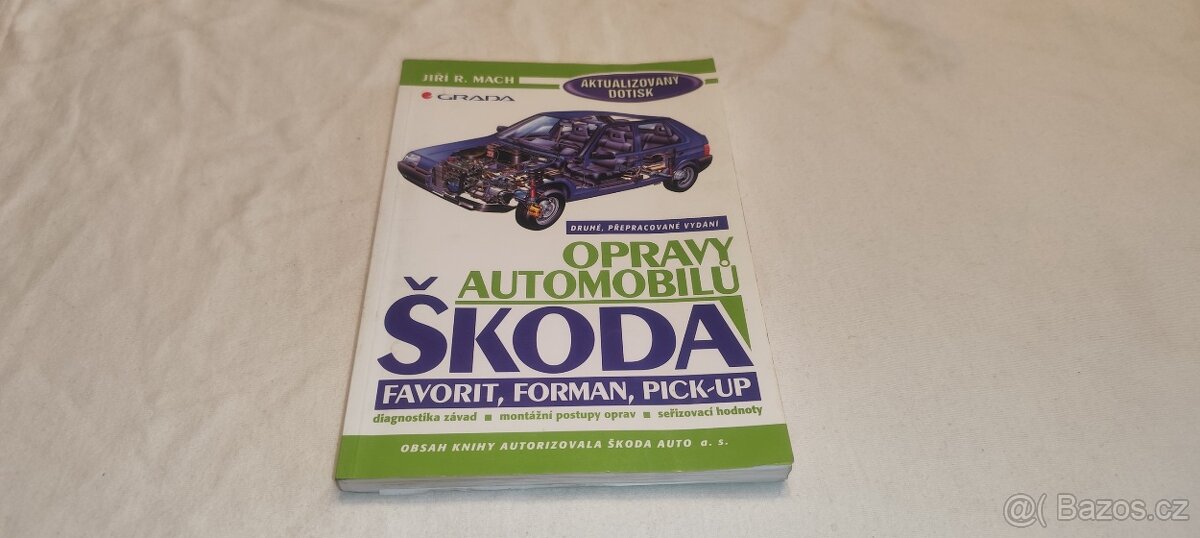 JIŘÍ R. MACH
AKTUALIZOVANÝ
DOTISK
GRADA
DRUHÉ, PŘEPRACOVANÉ VYDÁNÍ
OPRAVY
AUTOMOBILŮ
ŠKODA
FAVORIT, FORMAN, PICK-UP
diagnostika závad ■ montážní postupy oprav ■ seřizovací hodnoty
OBSAH KNIHY AUTORIZOVALA ŠKODA AUTO a. s.
@( Bazos.cz